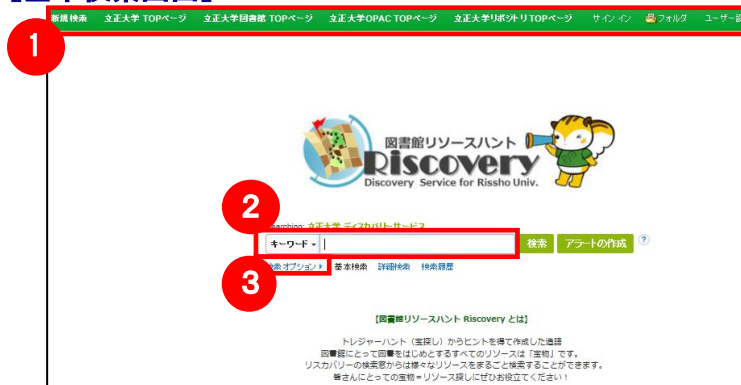 新規検索 立正大学 TOPページ 立正大学図書館 TOPページ 立正大学OPAC TOPページ 立正大学リポジトリ TOPページ サインイン フォルダ
1
図書館リソースハント
Riscovery
Discovery Service for Rissho Univ.
2
Searching: 立正大学 ディスカバリーサービス
キーワード 検索 アラートの作成 ?
検索オプション 基本検索 詳細検索 検索履歴
3
【図書館リソースハント Riscovery とは】
トレジャーハント（宝探し）からヒントを得て作成した造語
図書館にとって図書をはじめとするすべてのリソースは「宝物」です。
リスカバリーの検索窓からは様々なリソースをまるごと検索することができます。
皆さんにとっての宝物＝リソース探しにぜひお役立てください！